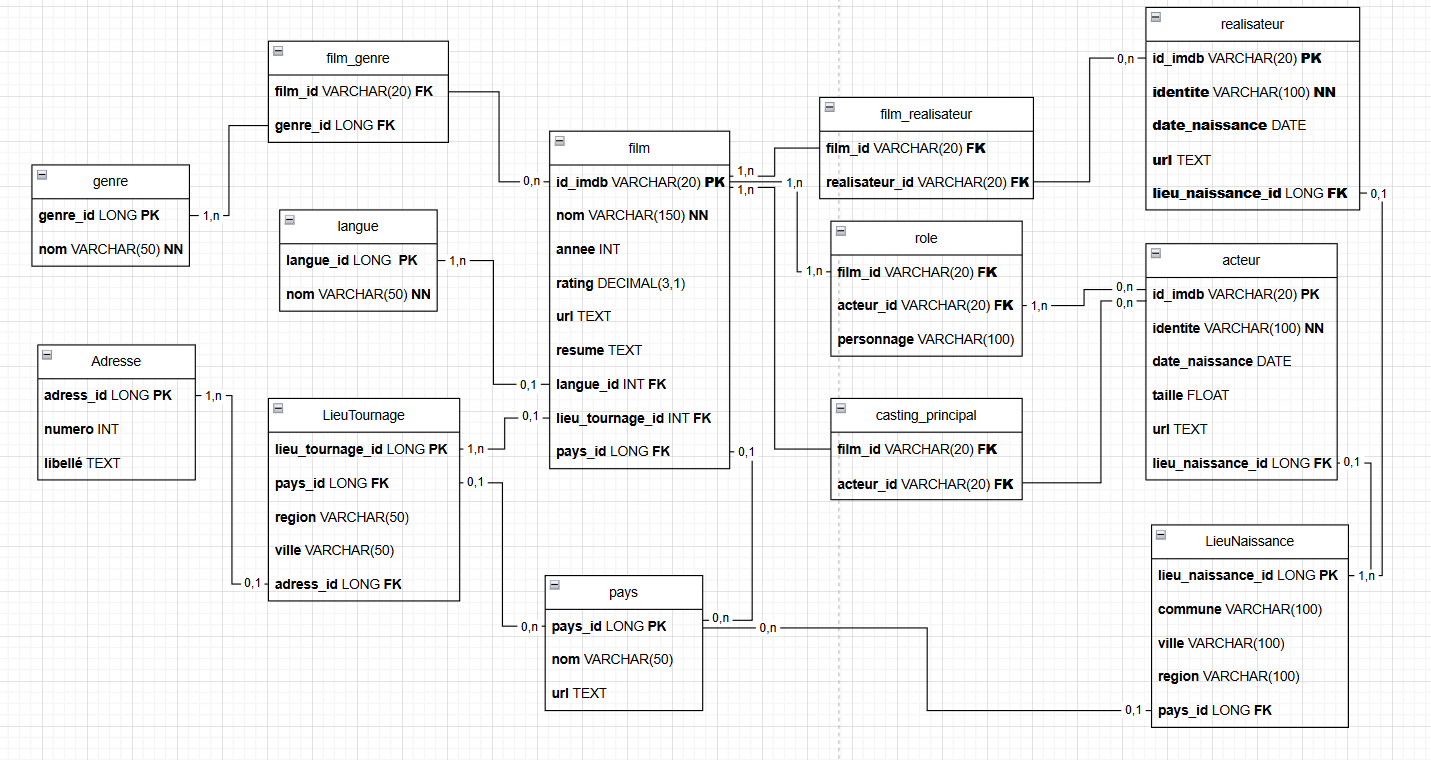 film_genre
film_id VARCHAR(20) FK
genre_id LONG FK
genre
genre_id LONG PK
nom VARCHAR(50) NN
1,n
0,n
langue
langue_id LONG PK
nom VARCHAR(50) NN
1,n
0,1
Adresse
adress_id LONG PK
numero INT
libellé TEXT
1,n
0,1
LieuTournage
lieu_tournage_id LONG PK
pays_id LONG FK
region VARCHAR(50)
ville VARCHAR(50)
adress_id LONG FK
1,n
0,1
0,1
0,n
film
id_imdb VARCHAR(20) PK
nom VARCHAR(150) NN
annee INT
rating DECIMAL(3,1)
url TEXT
resume TEXT
langue_id INT FK
lieu_tournage_id INT FK
pays_id LONG FK
1,n
1,n
1,n
0,1
pays
pays_id LONG PK
nom VARCHAR(50)
url TEXT
0,n
0,n
film_realisateur
film_id VARCHAR(20) FK
realisateur_id VARCHAR(20) FK
0,n
role
film_id VARCHAR(20) FK
acteur_id VARCHAR(20) FK
personnage VARCHAR(100)
1,n
1,n
casting_principal
film_id VARCHAR(20) FK
acteur_id VARCHAR(20) FK
0,n
0,n
realisateur
id_imdb VARCHAR(20) PK
identite VARCHAR(100) NN
date_naissance DATE
url TEXT
lieu_naissance_id LONG FK
0,1
acteur
id_imdb VARCHAR(20) PK
identite VARCHAR(100) NN
date_naissance DATE
taille FLOAT
url TEXT
lieu_naissance_id LONG FK
0,1
LieuNaissance
lieu_naissance_id LONG PK
commune VARCHAR(100)
ville VARCHAR(100)
region VARCHAR(100)
pays_id LONG FK
1,n
0,1